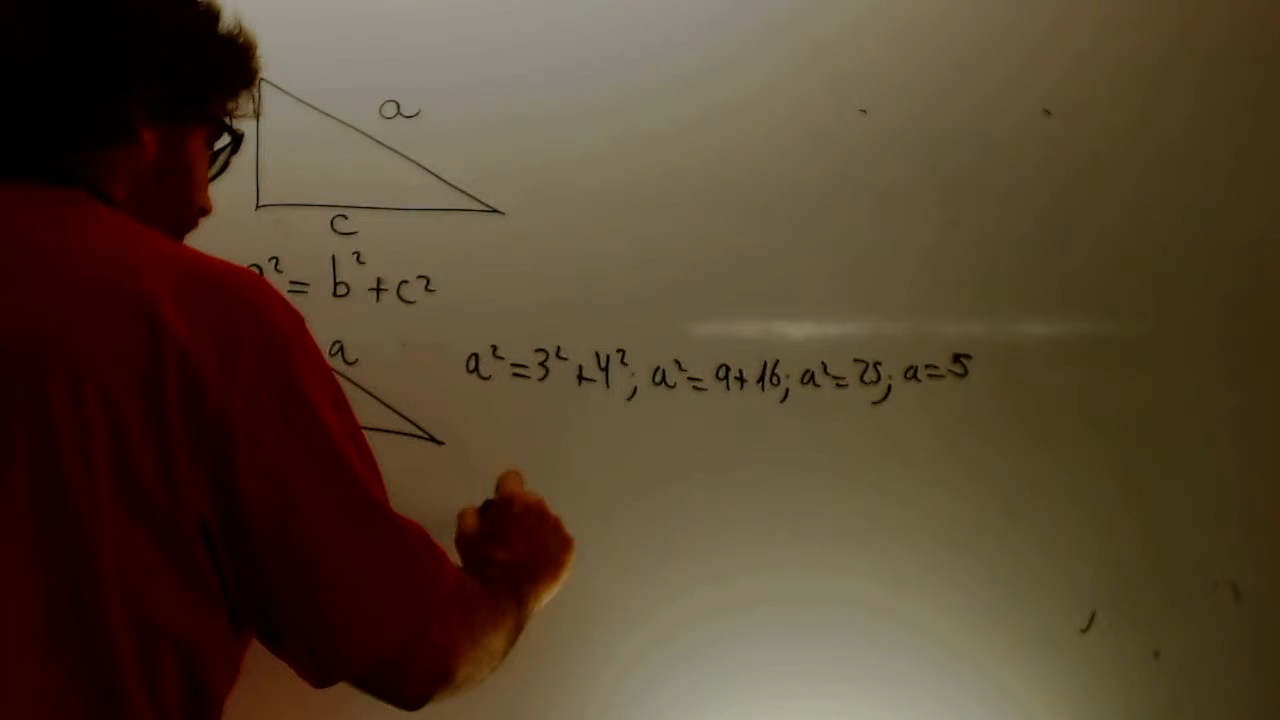 a
c
a² = b² + c²
a
a² = 3² + 4²; a² = 9 + 16; a² = 25; a = 5